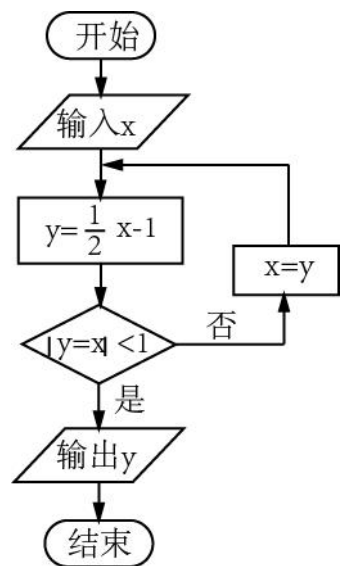 开始
输入x
y=1/2 x-1
x=y
|y=x|<1
否
是
输出y
结束